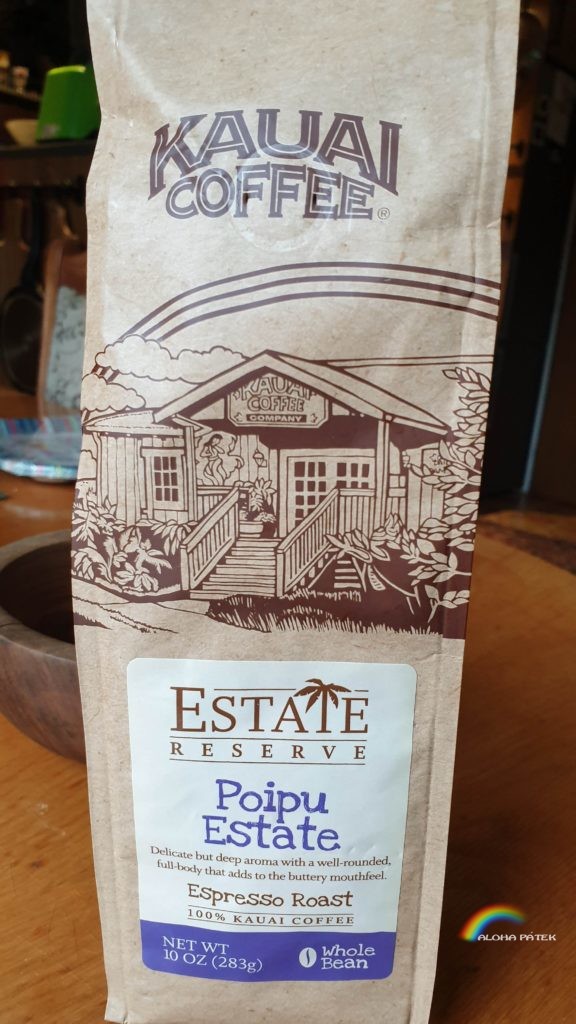 KAUAI
COFFEE®
KAUAI
COFFEE
COMPANY
ESTATE
RESERVE
Poipu
Estate
Delicate but deep aroma with a well-rounded,
full-body that adds to the buttery mouthfeel.
Espresso Roast
100% KAUAI COFFEE
NET WT
10 OZ (283g)
Whole
Bean
ALOHA PÁTEK